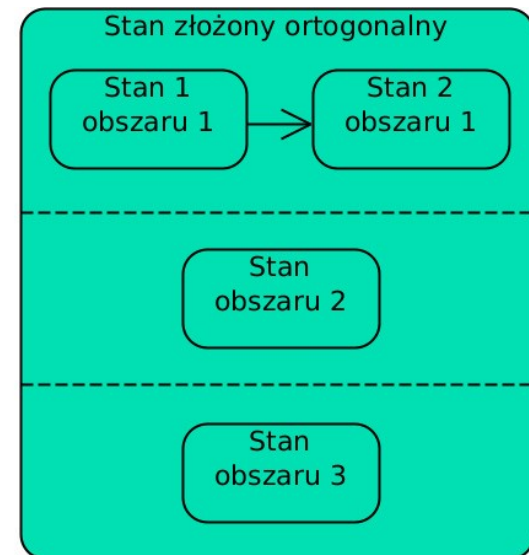 Stan złożony ortogonalny
Stan 1
obszaru 1
Stan 2
obszaru 1
Stan
obszaru 2
Stan
obszaru 3